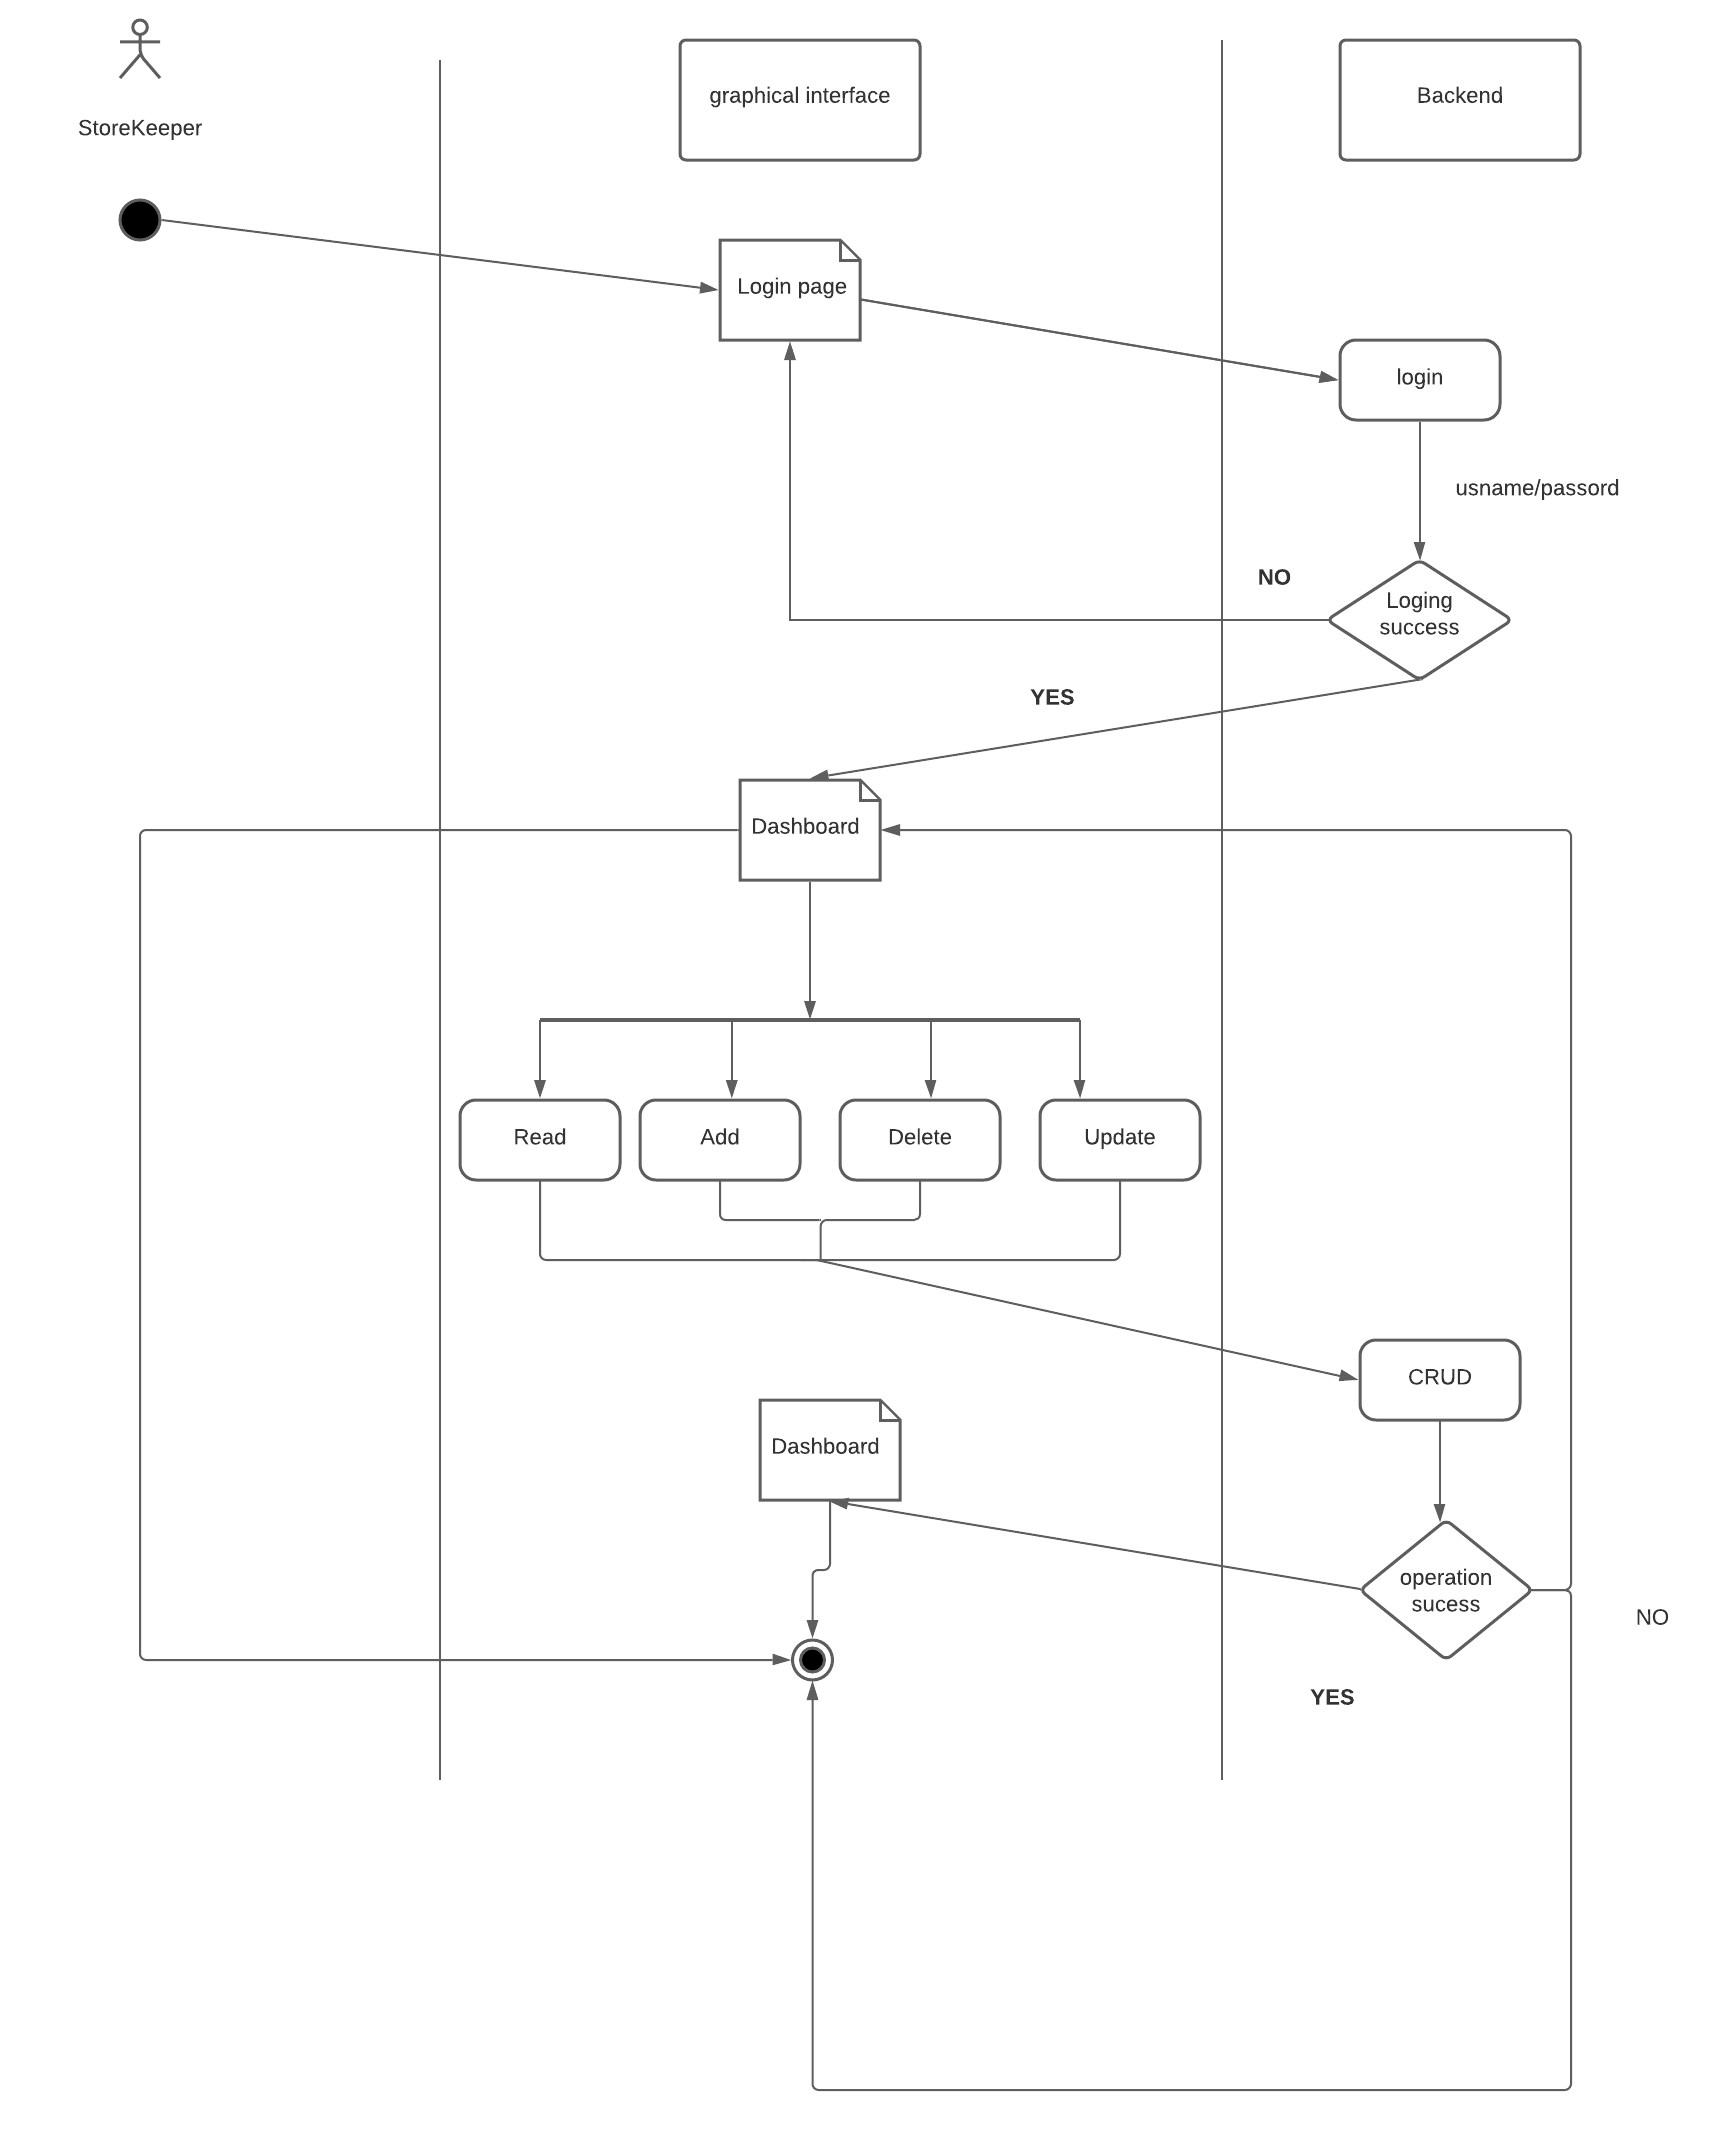 StoreKeeper
graphical interface
Backend
Login page
login
usname/passord
NO
Loging
success
YES
Dashboard
Read
Add
Delete
Update
CRUD
Dashboard
operation
sucess
NO
YES